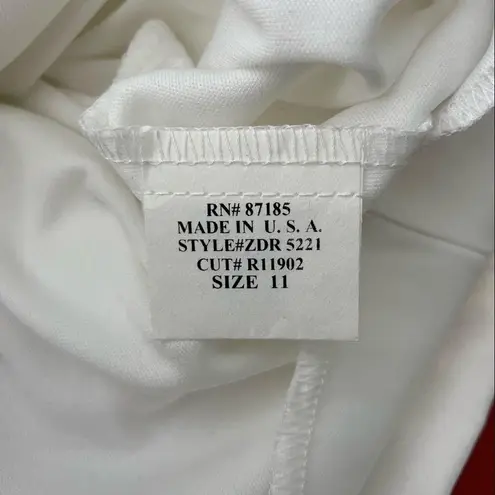 RN# 87185
MADE IN U. S. A.
STYLE#ZDR 5221
CUT# R11902
SIZE 11